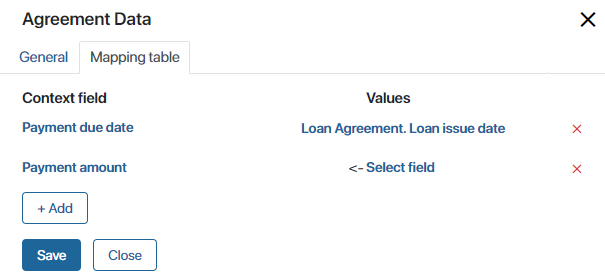 Agreement Data
General Mapping table
Context field Values
Payment due date Loan Agreement. Loan issue date
Payment amount <- Select field
+ Add
Save Close